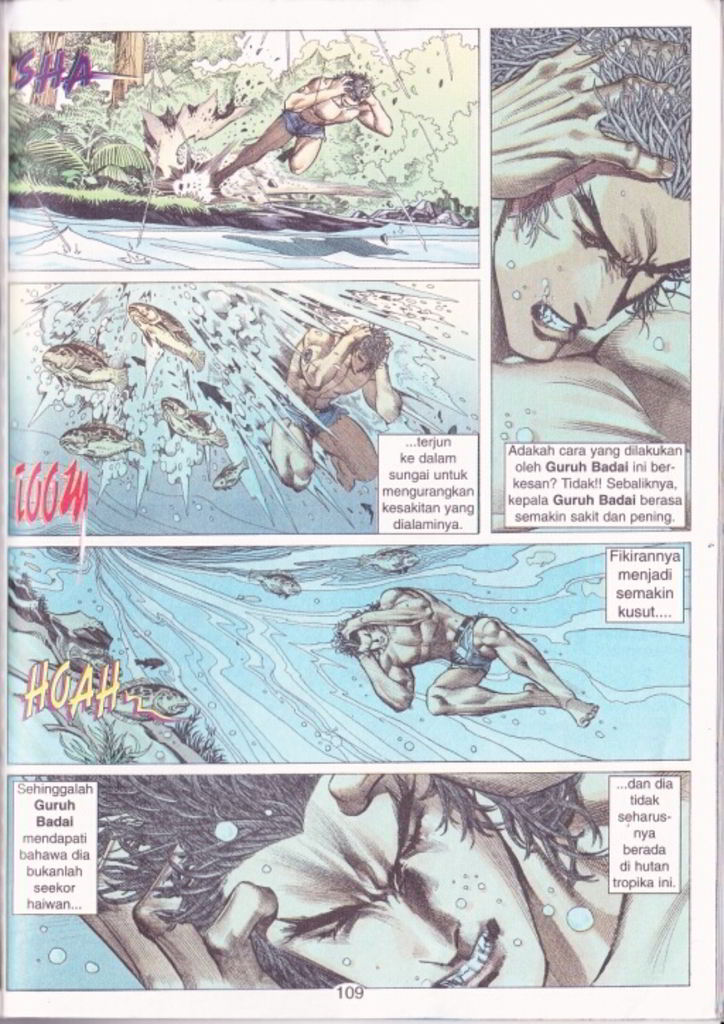 SHA
ZOOM
...terjun
ke dalam
sungai untuk
mengurangkan
kesakitan yang
dialaminya.
Adakah cara yang dilakukan
oleh Guruh Badai ini ber-
kesan? Tidak!! Sebaliknya,
kepala Guruh Badai berasa
semakin sakit dan pening.
Fikirannya
menjadi
semakin
kusut....
HOAH
Sehinggalah
Guruh
Badai
mendapati
bahawa dia
bukanlah
seekor
haiwan...
...dan dia
tidak
seharus-
nya
berada
di hutan
tropika ini.
109